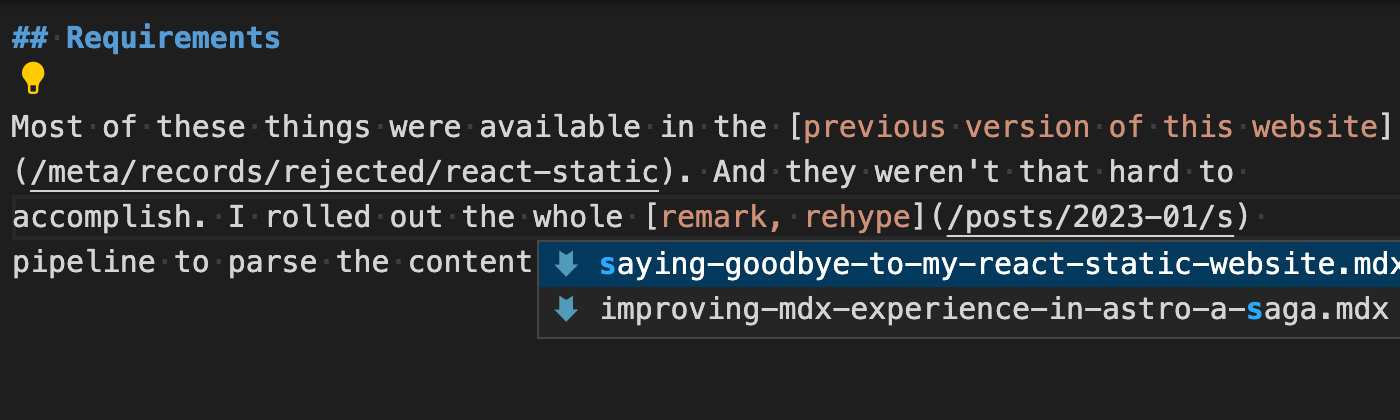 ## Requirements
Most of these things were available in the [previous version of this website]
(/meta/records/rejected/react-static). And they weren't that hard to
accomplish. I rolled out the whole [remark, rehype](/posts/2023-01/s)
pipeline to parse the content
saying-goodbye-to-my-react-static-website.mdx
improving-mdx-experience-in-astro-a-saga.mdx